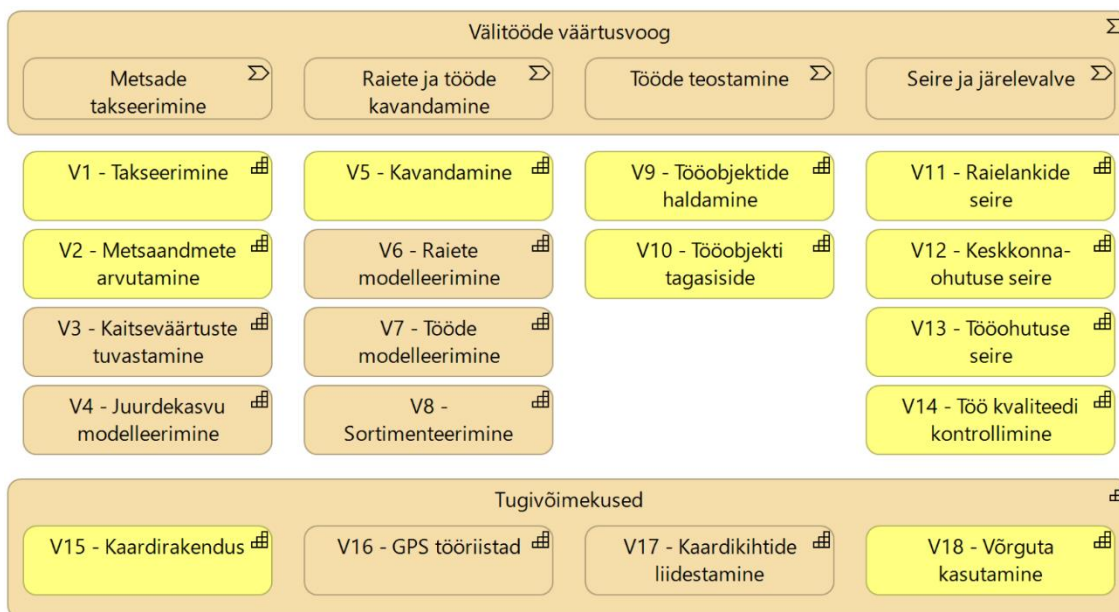 Välitööde väärtusvoog
Metsade
takseerimine
Raiete ja tööde
kavandamine
Tööde teostamine
Seire ja järelevalve
V1 - Takseerimine
V5 - Kavandamine
V9 - Tööobjektide
haldamine
V11 - Raielankide
seire
V2 - Metsaandmete
arvutamine
V6 - Raiete
modelleerimine
V10 - Tööobjekti
tagasiside
V12 - Keskkonna-
ohutuse seire
V3 - Kaitseväärtuste
tuvastamine
V7 - Tööde
modelleerimine
V13 - Tööohutuse
seire
V4 - Juurdekasvu
modelleerimine
V8 -
Sortimenteerimine
V14 - Töö kvaliteedi
kontrollimine
Tugivõimekused
V15 - Kaardirakendus
V16 - GPS tööriistad
V17 - Kaardikihtide
liidestamine
V18 - Võrguta
kasutamine